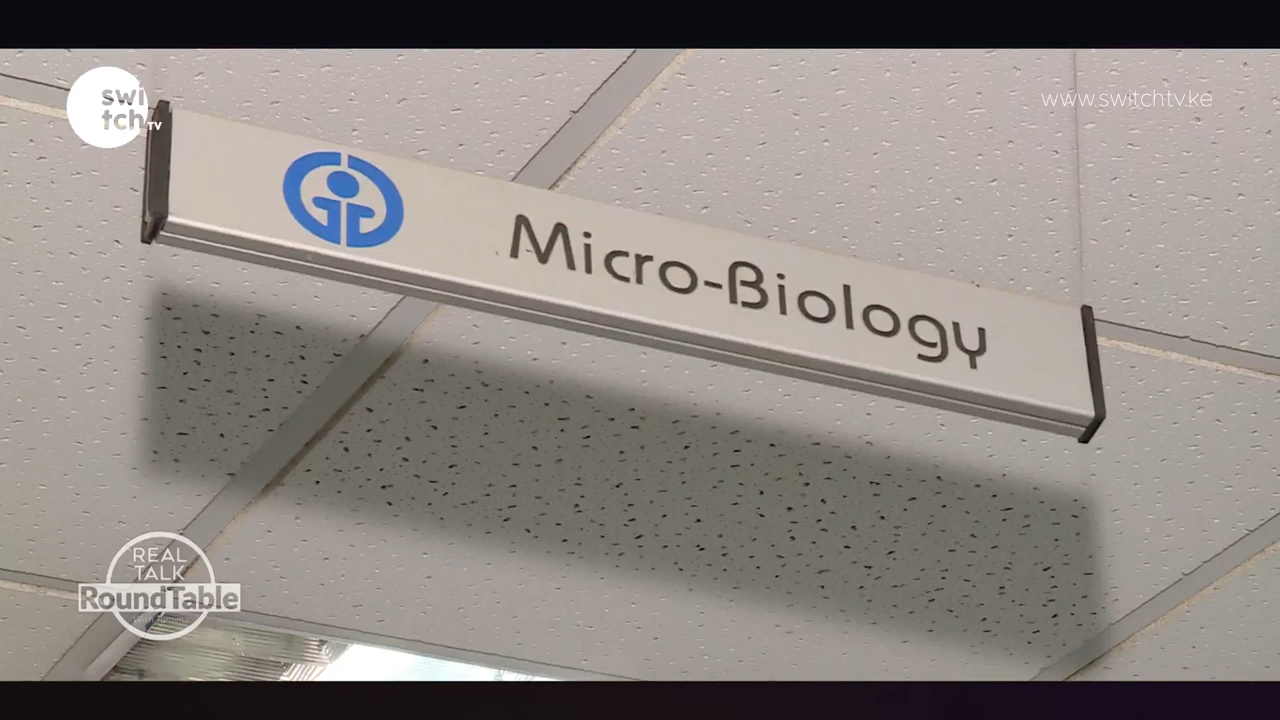 swi
tch TV
www.switchtv.ke
Micro-Biology
REAL
TALK
RoundTable